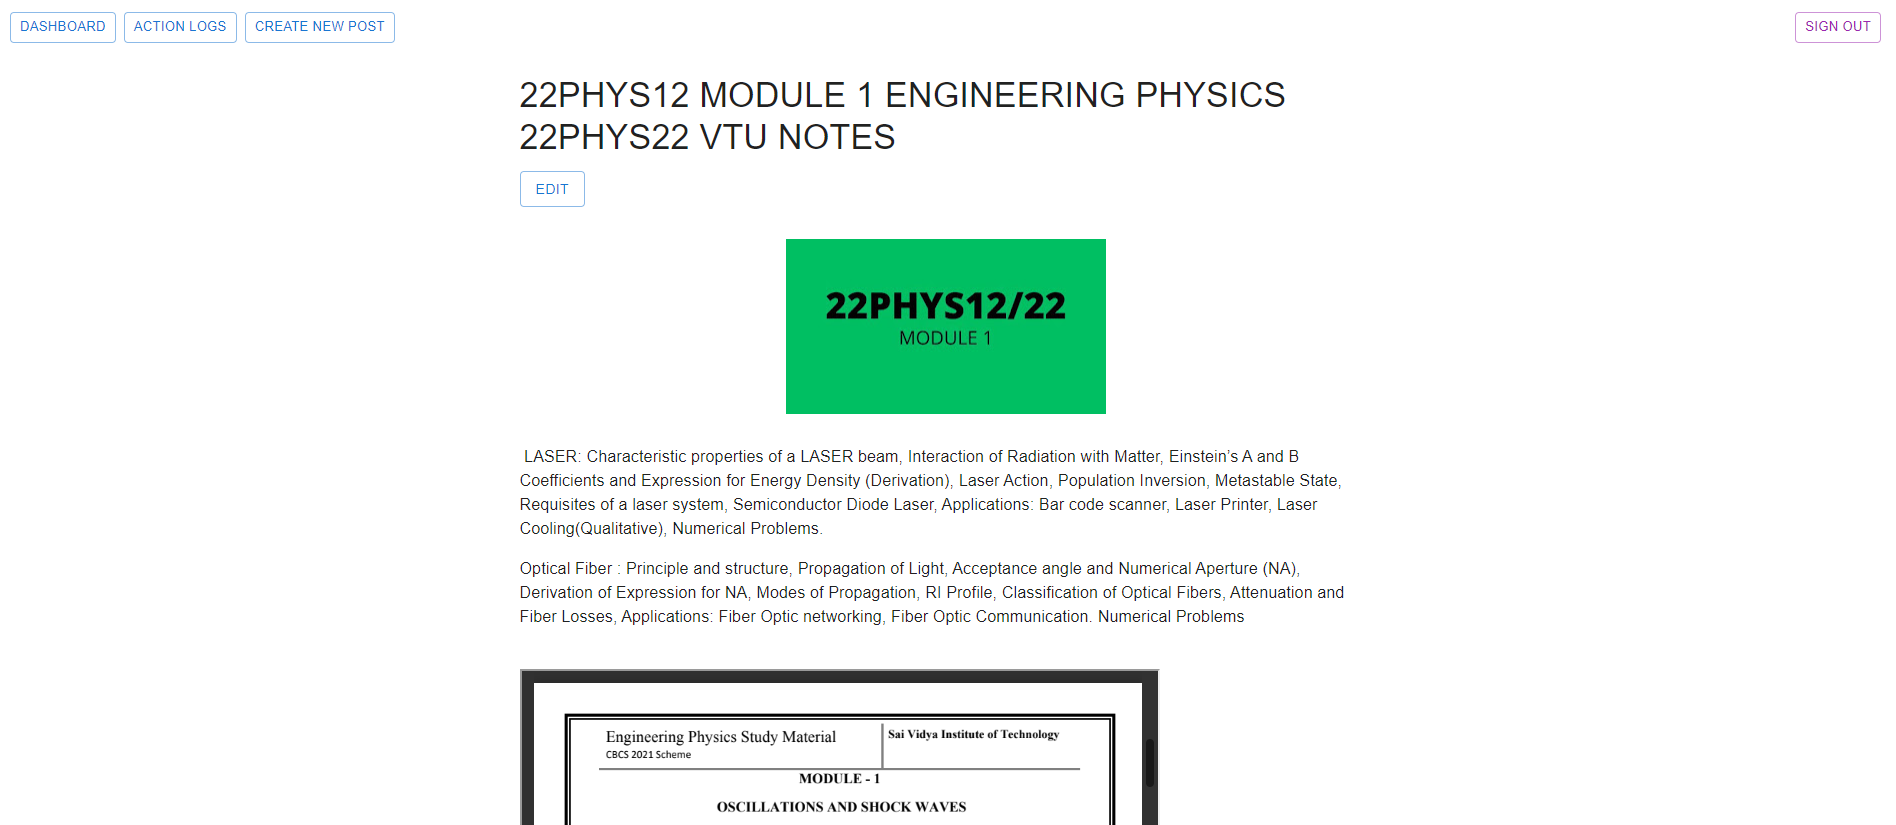 DASHBOARD ACTION LOGS CREATE NEW POST SIGN OUT
22PHYS12 MODULE 1 ENGINEERING PHYSICS
22PHYS22 VTU NOTES
EDIT
22PHYS12/22
MODULE 1
LASER: Characteristic properties of a LASER beam, Interaction of Radiation with Matter, Einstein’s A and B
Coefficients and Expression for Energy Density (Derivation), Laser Action, Population Inversion, Metastable State,
Requisites of a laser system, Semiconductor Diode Laser, Applications: Bar code scanner, Laser Printer, Laser
Cooling(Qualitative), Numerical Problems.
Optical Fiber : Principle and structure, Propagation of Light, Acceptance angle and Numerical Aperture (NA),
Derivation of Expression for NA, Modes of Propagation, RI Profile, Classification of Optical Fibers, Attenuation and
Fiber Losses, Applications: Fiber Optic networking, Fiber Optic Communication. Numerical Problems
Engineering Physics Study Material Sai Vidya Institute of Technology
CBCS 2021 Scheme
MODULE - 1
OSCILLATIONS AND SHOCK WAVES